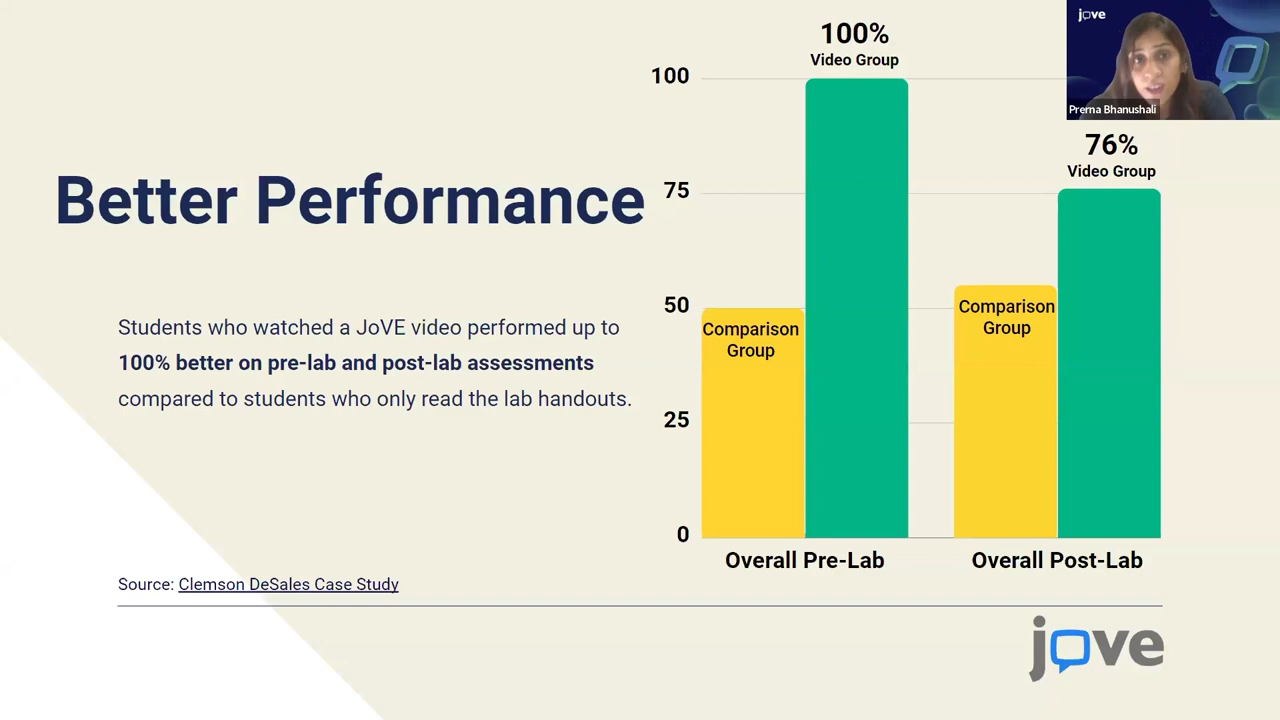 Better Performance
Students who watched a JoVE video performed up to
100% better on pre-lab and post-lab assessments
compared to students who only read the lab handouts.
Source: Clemson DeSales Case Study
100%
Video Group
76%
Video Group
100
75
50
25
0
Comparison
Group
Comparison
Group
Overall Pre-Lab
Overall Post-Lab
jove
Prerna Bhanushali
jove